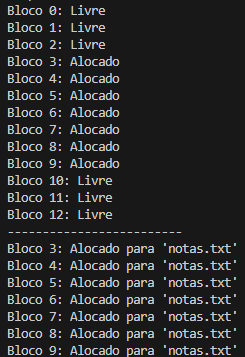 Bloco 0: Livre
Bloco 1: Livre
Bloco 2: Livre
Bloco 3: Alocado
Bloco 4: Alocado
Bloco 5: Alocado
Bloco 6: Alocado
Bloco 7: Alocado
Bloco 8: Alocado
Bloco 9: Alocado
Bloco 10: Livre
Bloco 11: Livre
Bloco 12: Livre
-------------------------
Bloco 3: Alocado para 'notas.txt'
Bloco 4: Alocado para 'notas.txt'
Bloco 5: Alocado para 'notas.txt'
Bloco 6: Alocado para 'notas.txt'
Bloco 7: Alocado para 'notas.txt'
Bloco 8: Alocado para 'notas.txt'
Bloco 9: Alocado para 'notas.txt'